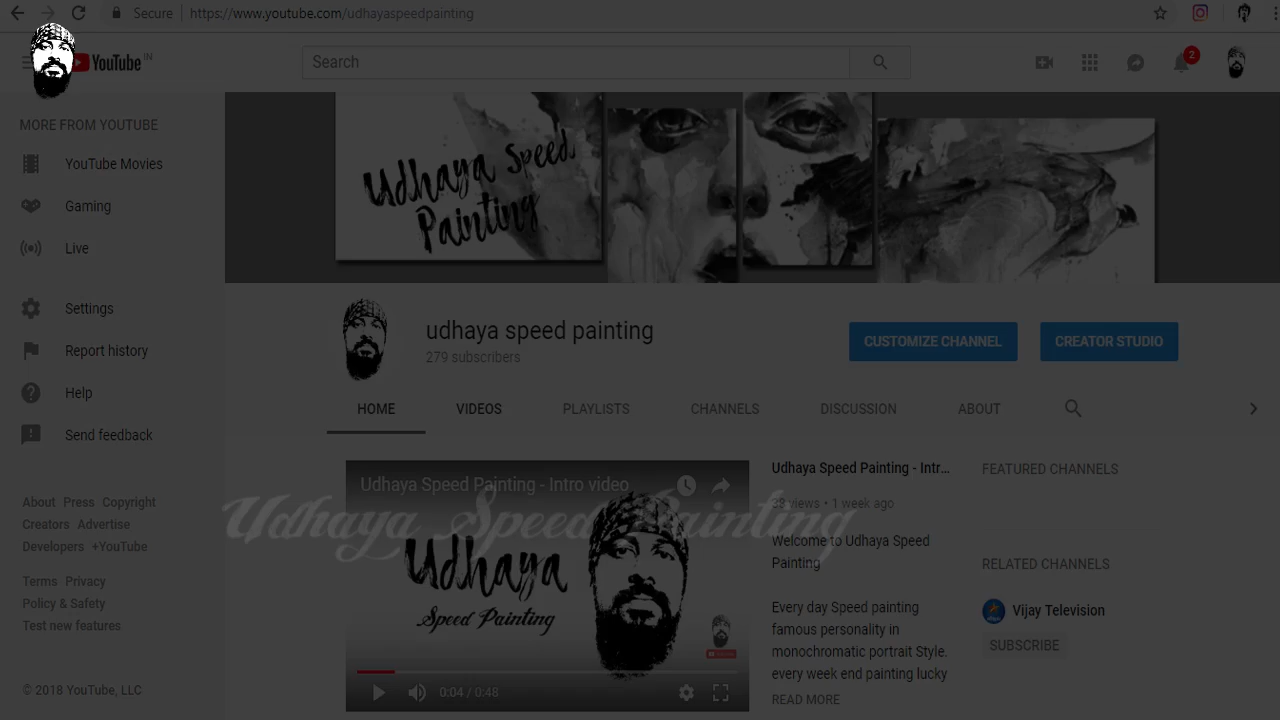 Secure
https://www.youtube.com/udhayaspeedpainting
YouTube IN
Search
2
MORE FROM YOUTUBE
YouTube Movies
Gaming
Live
Settings
Report history
Help
Send feedback
About Press Copyright
Creators Advertise
Developers +YouTube
Terms Privacy
Policy & Safety
Test new features
© 2018 YouTube, LLC
Udhaya Speed
Painting
udhaya speed painting
279 subscribers
CUSTOMIZE CHANNEL
CREATOR STUDIO
HOME VIDEOS PLAYLISTS CHANNELS DISCUSSION ABOUT
Udhaya Speed Painting - Intro video
Udhaya Speed Painting
Udhaya
Speed Painting
0:04 / 0:48
Udhaya Speed Painting - Intr...
views • 1 week ago
Welcome to Udhaya Speed
Painting
Every day Speed painting
famous personality in
monochromatic portrait Style.
every week end painting lucky
READ MORE
FEATURED CHANNELS
RELATED CHANNELS
Vijay Television
SUBSCRIBE